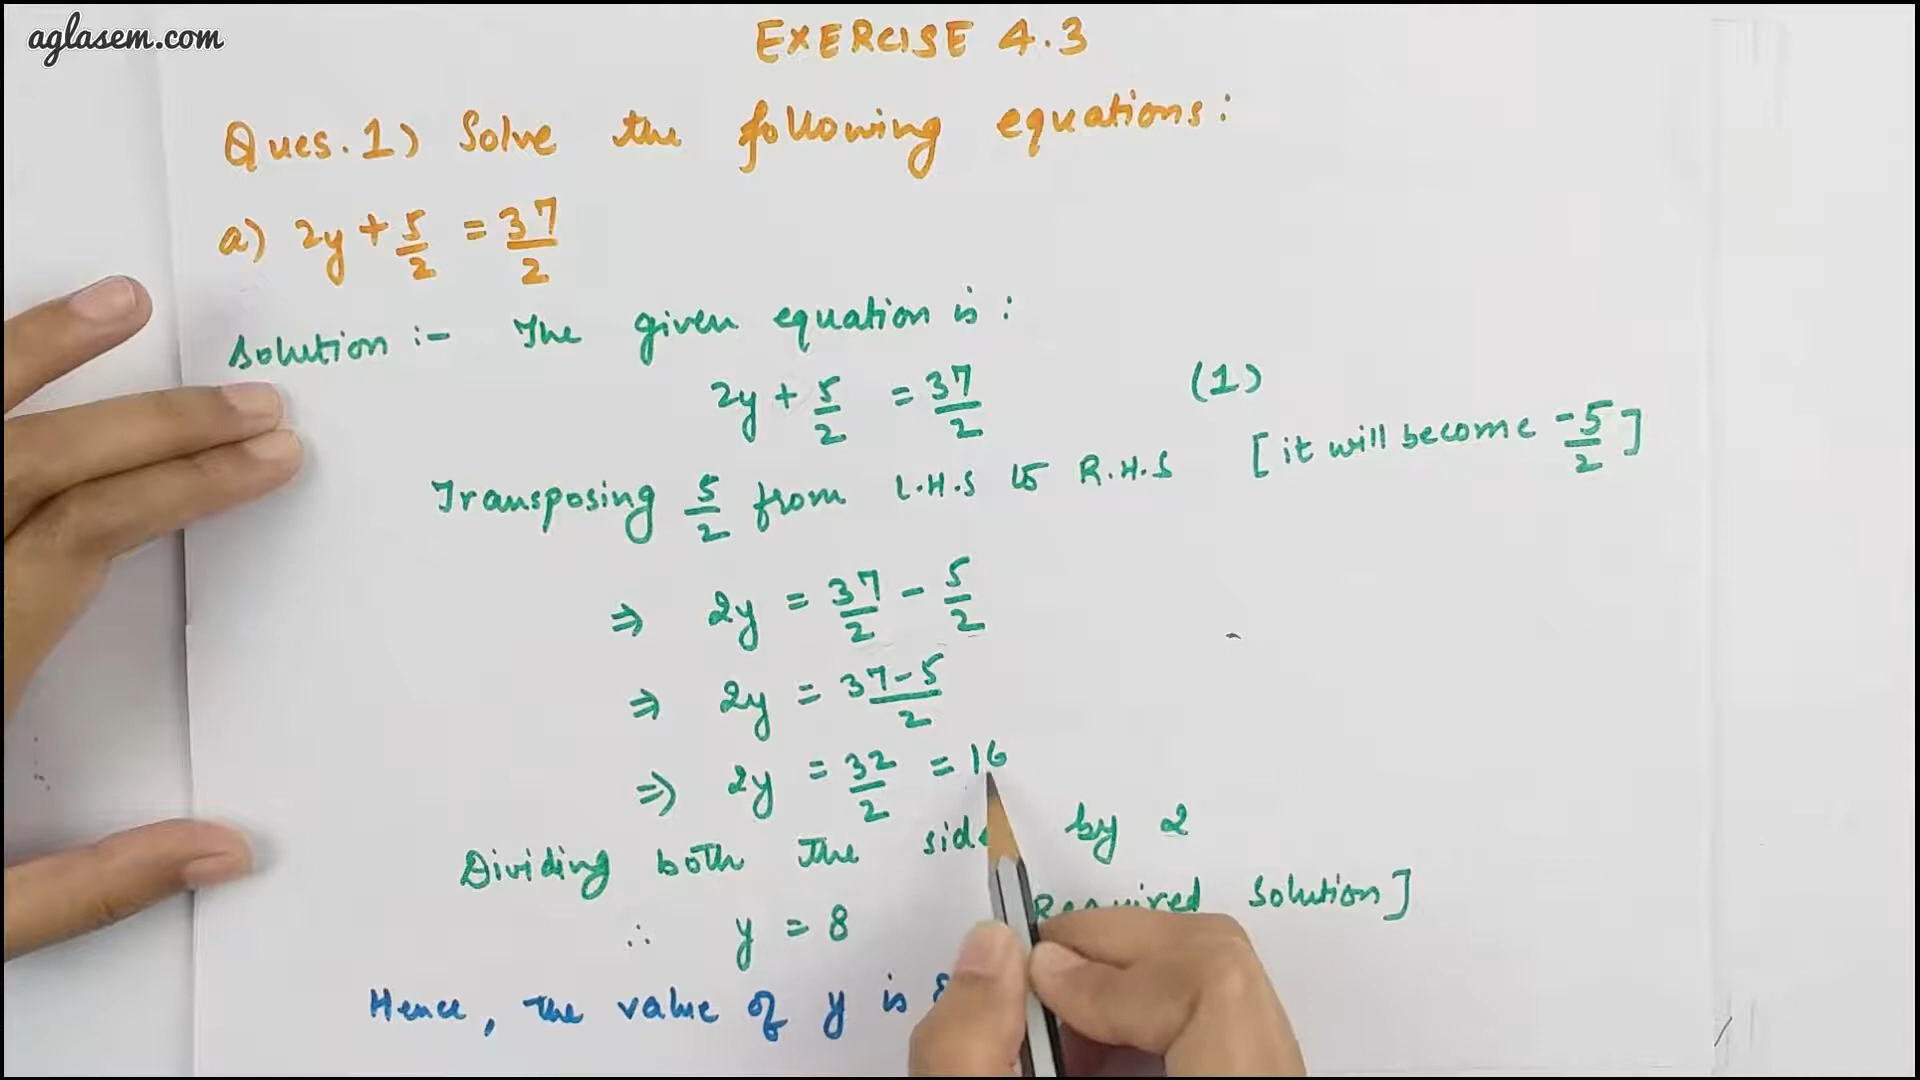 aglasem.com
EXERCISE 4.3
Ques. 1) Solve the following equations:
a) 2y + 5/2 = 37/2
Solution :- The given equation is :
2y + 5/2 = 37/2 (1)
Transposing 5/2 from L.H.S to R.H.S [it will become -5/2]
⇒ 2y = 37/2 - 5/2
⇒ 2y = 37-5/2
⇒ 2y = 32/2 = 16
Dividing both the side by 2
∴ y = 8 Required Solution]
Hence, the value of y is